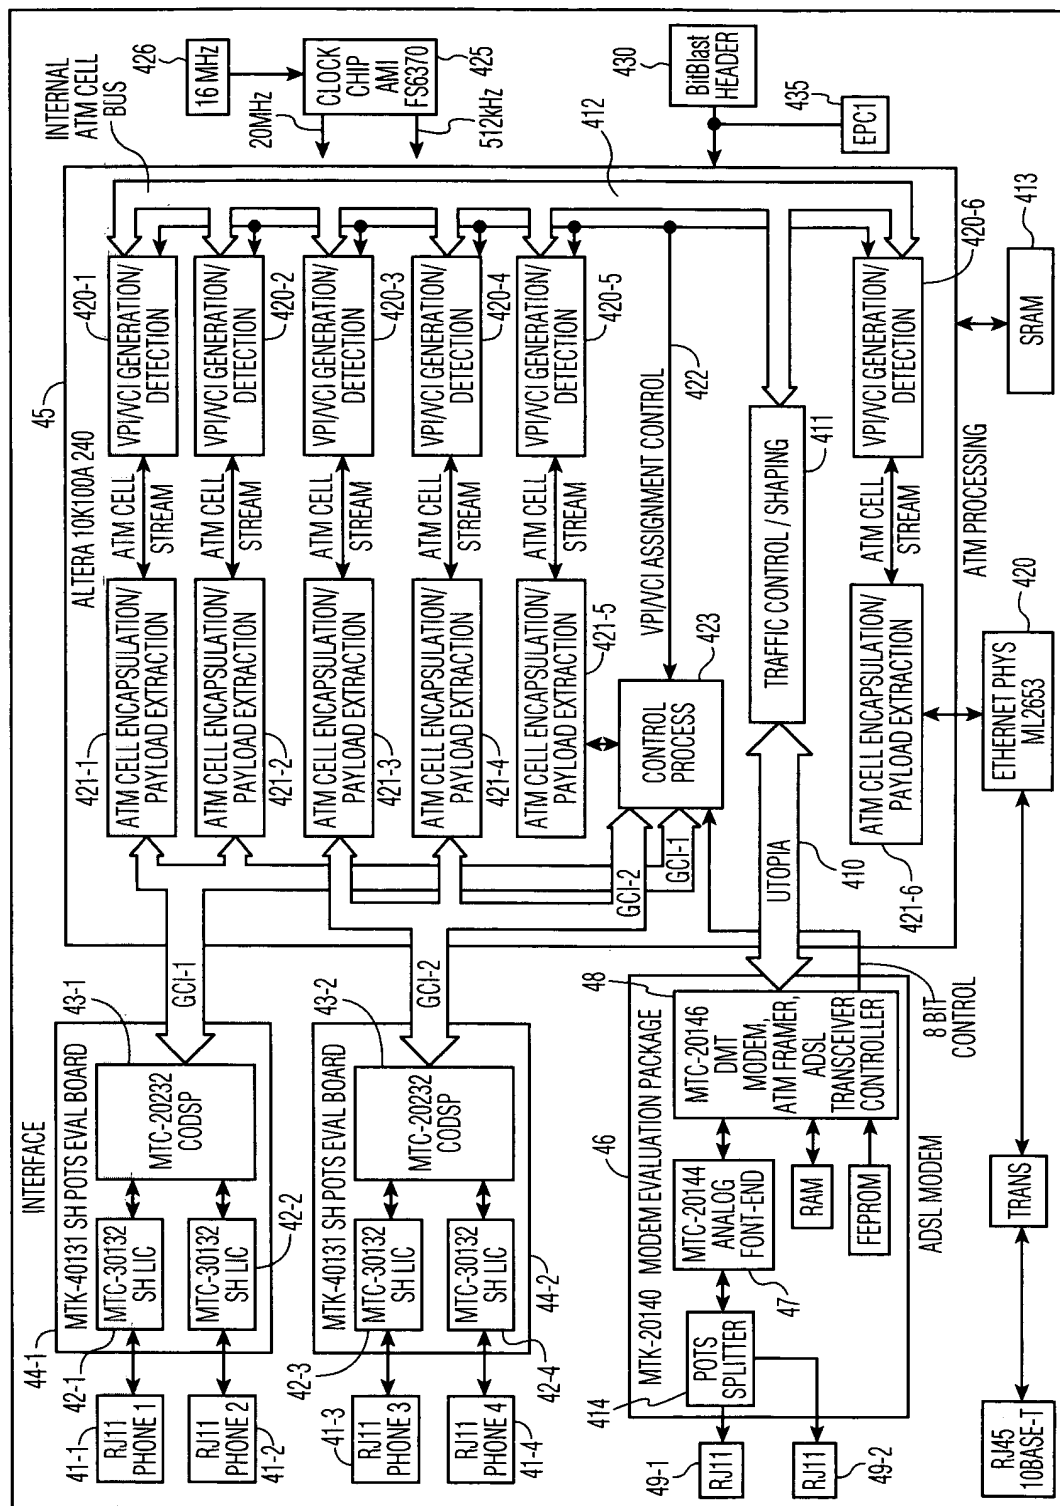 INTERFACE
44-1
MTK-40131 SH POTS EVAL BOARD
43-1
41-1
RJ11
PHONE 1
42-1
MTC-30132
SH LIC
MTC-20232
CODSP
GCI-1
RJ11
PHONE 2
41-2
MTC-30132
SH LIC
42-2
MTK-40131 SH POTS EVAL BOARD
43-2
41-3
RJ11
PHONE 3
42-3
MTC-30132
SH LIC
MTC-20232
CODSP
GCI-2
RJ11
PHONE 4
41-4
MTC-30132
SH LIC
42-4
44-2
46
MTK-20140 MODEM EVALUATION PACKAGE
48
414
POTS
SPLITTER
MTC-20144
ANALOG
FONT-END
47
MTC-20146
DMT
MODEM,
ATM FRAMER,
ADSL
TRANSCEIVER
CONTROLLER
RAM
FEPROM
49-1
RJ11
RJ11
49-2
8 BIT
CONTROL
ADSL MODEM
RJ45
10BASE-T
TRANS
ETHERNET PHYS
ML2653
420
45
ALTERA 10K100A 240
INTERNAL
ATM CELL
BUS
421-1
ATM CELL ENCAPSULATION/
PAYLOAD EXTRACTION
ATM CELL
STREAM
420-1
VPI/VCI GENERATION/
DETECTION
421-2
ATM CELL ENCAPSULATION/
PAYLOAD EXTRACTION
ATM CELL
STREAM
VPI/VCI GENERATION/
DETECTION
420-2
421-3
ATM CELL ENCAPSULATION/
PAYLOAD EXTRACTION
ATM CELL
STREAM
VPI/VCI GENERATION/
DETECTION
420-3
421-4
ATM CELL ENCAPSULATION/
PAYLOAD EXTRACTION
ATM CELL
STREAM
VPI/VCI GENERATION/
DETECTION
420-4
ATM CELL ENCAPSULATION/
PAYLOAD EXTRACTION
421-5
ATM CELL
STREAM
VPI/VCI GENERATION/
DETECTION
420-5
GCI-2
GCI-1
CONTROL
PROCESS
423
VPI/VCI ASSIGNMENT CONTROL
422
412
UTOPIA
410
TRAFFIC CONTROL / SHAPING
411
421-6
ATM CELL ENCAPSULATION/
PAYLOAD EXTRACTION
ATM CELL
STREAM
VPI/VCI GENERATION/
DETECTION
420-6
ATM PROCESSING
SRAM
413
426
16 MHz
CLOCK
CHIP
AMI
FS6370
425
20MHz
512kHz
430
BitBlast
HEADER
435
EPC1